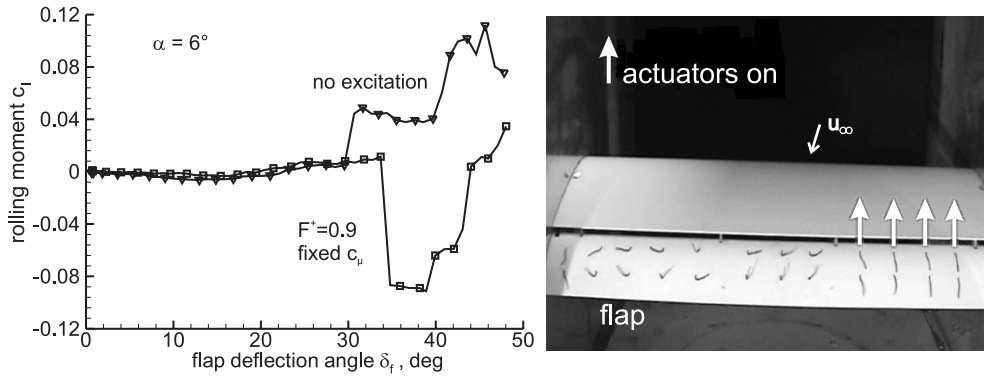 rolling moment c_l
0.12
0.08
0.04
0
-0.04
-0.08
-0.12
α = 6°
no excitation
F⁺=0.9
fixed c_μ
0 10 20 30 40 50
flap deflection angle δ_f , deg
actuators on
u_∞
flap